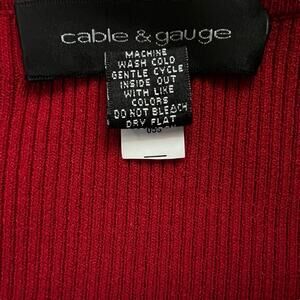 cable & gauge
MACHINE
WASH COLD
GENTLE CYCLE
INSIDE OUT
WITH LIKE
COLORS
DO NOT BLEACH
DRY FLAT